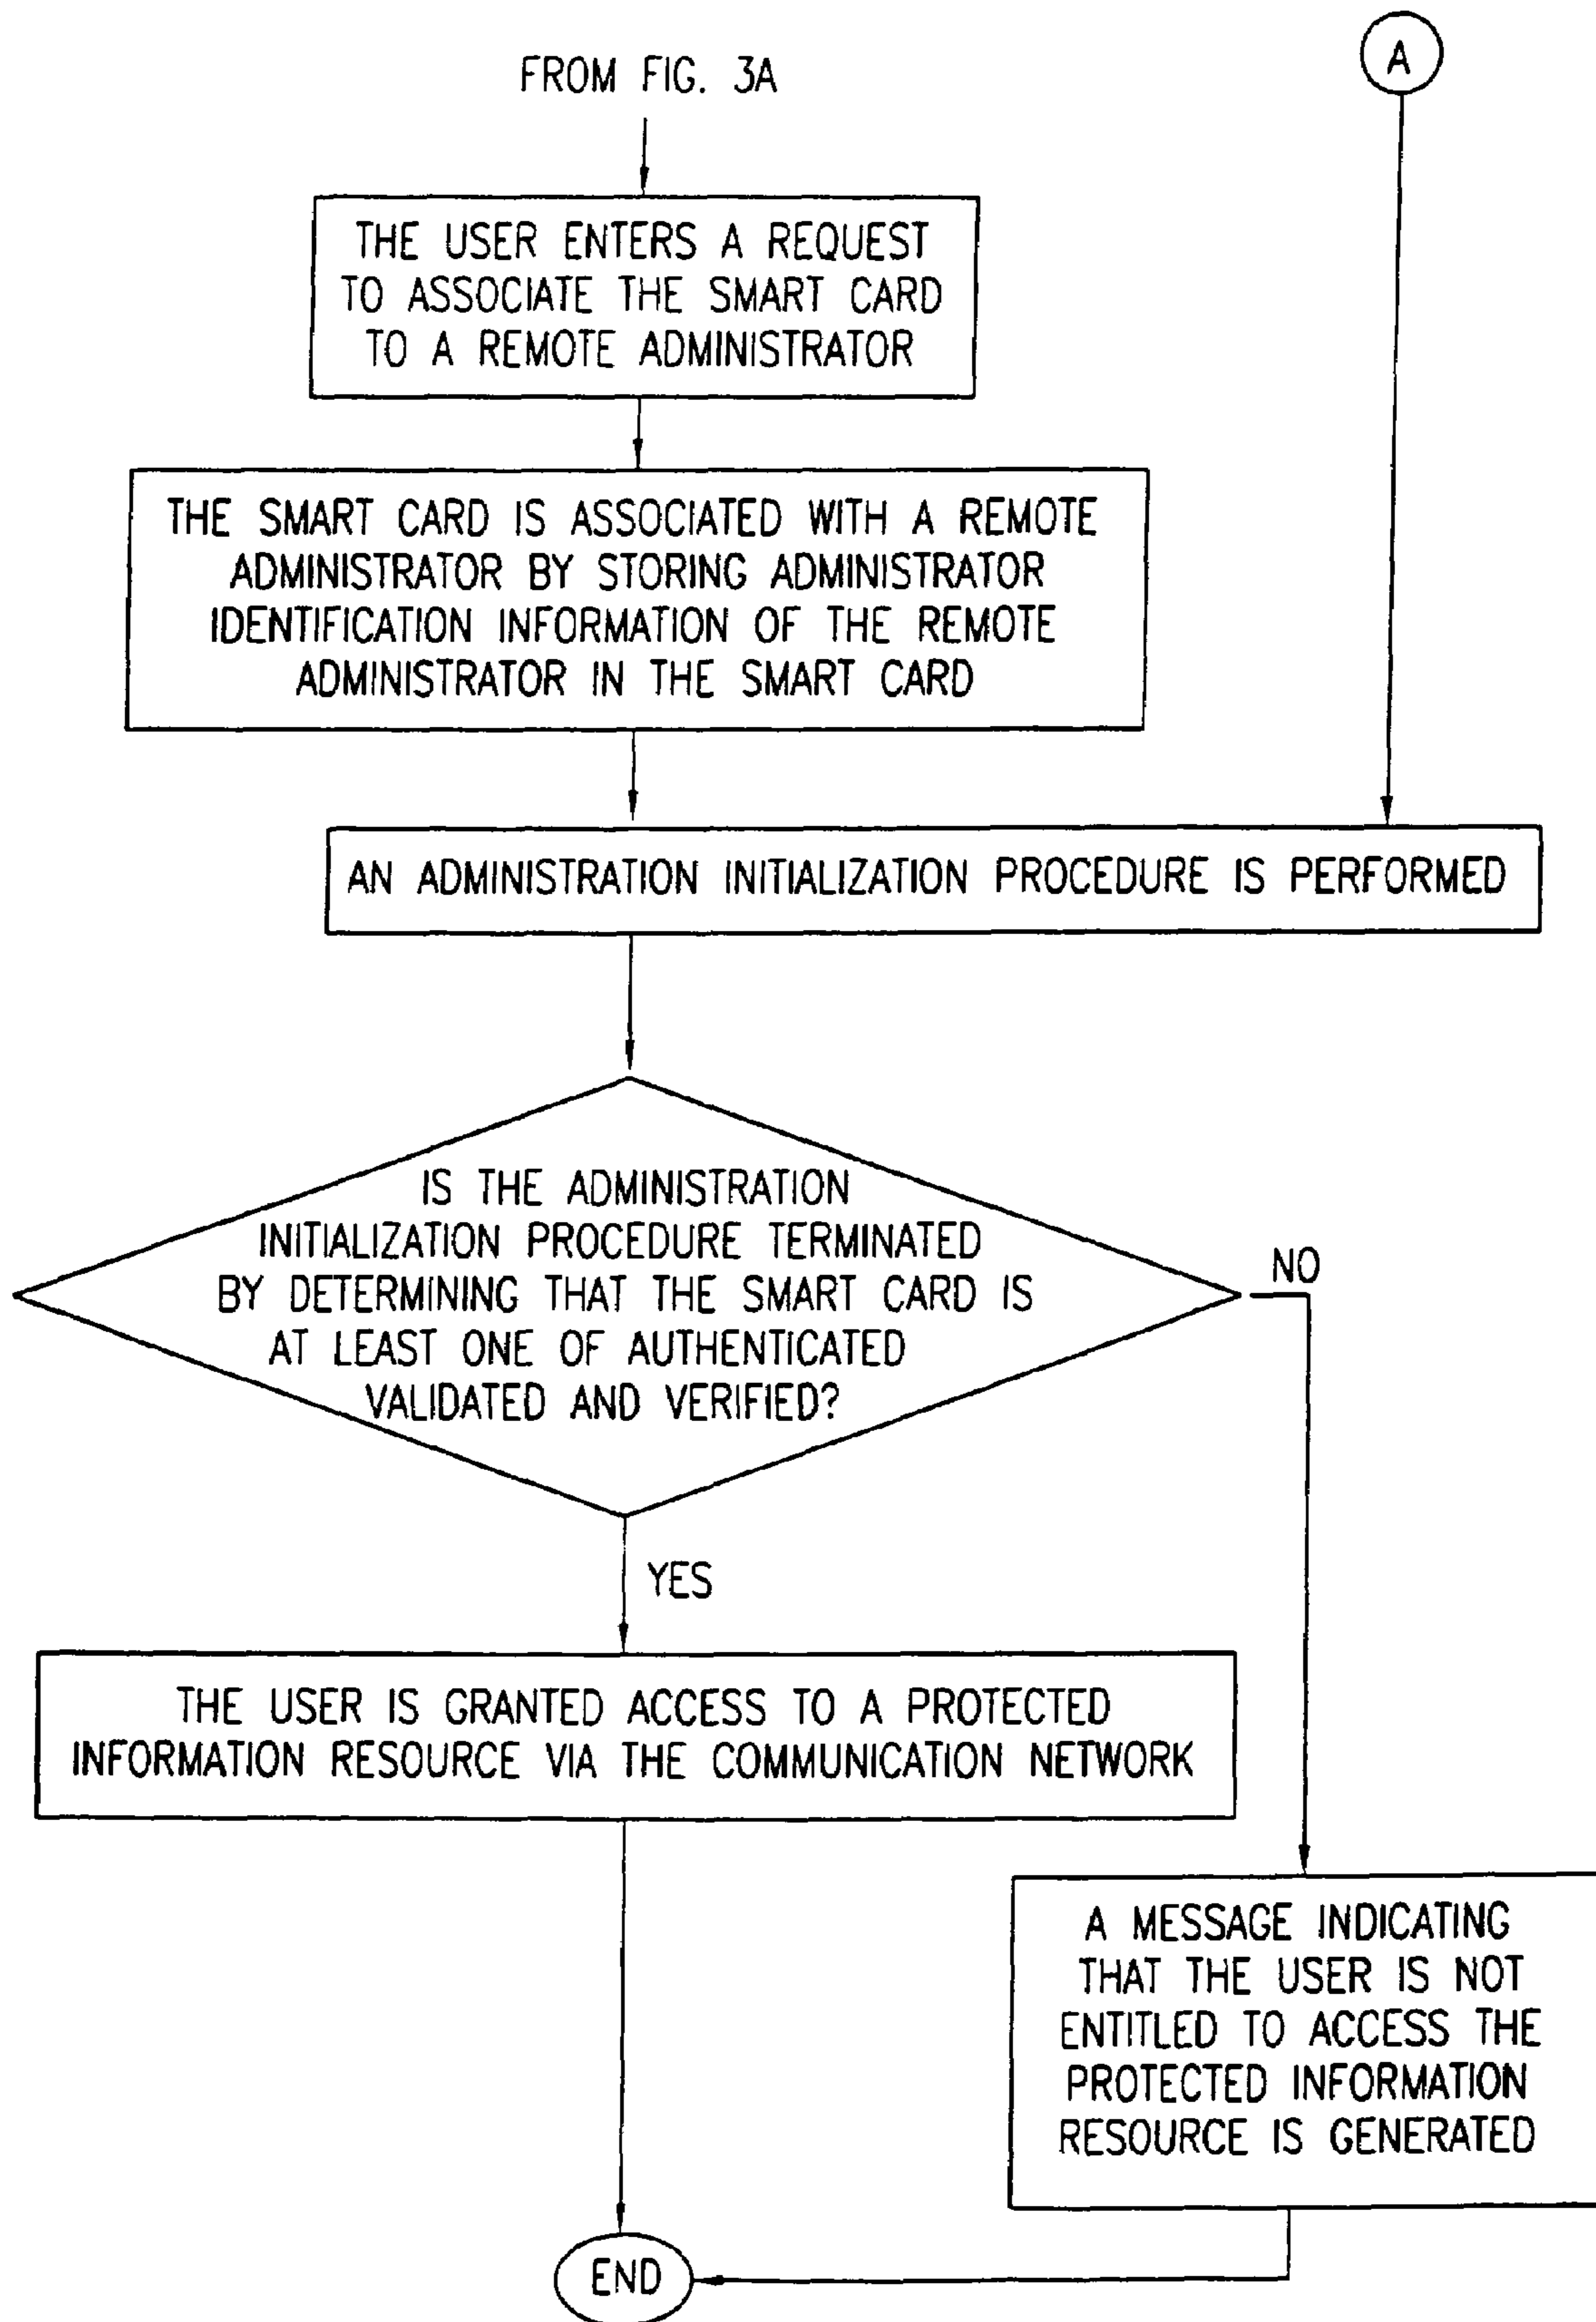 FROM FIG. 3A
A
THE USER ENTERS A REQUEST
TO ASSOCIATE THE SMART CARD
TO A REMOTE ADMINISTRATOR
THE SMART CARD IS ASSOCIATED WITH A REMOTE
ADMINISTRATOR BY STORING ADMINISTRATOR
IDENTIFICATION INFORMATION OF THE REMOTE
ADMINISTRATOR IN THE SMART CARD
AN ADMINISTRATION INITIALIZATION PROCEDURE IS PERFORMED
IS THE ADMINISTRATION
INITIALIZATION PROCEDURE TERMINATED
BY DETERMINING THAT THE SMART CARD IS
AT LEAST ONE OF AUTHENTICATED
VALIDATED AND VERIFIED?
NO
YES
THE USER IS GRANTED ACCESS TO A PROTECTED
INFORMATION RESOURCE VIA THE COMMUNICATION NETWORK
A MESSAGE INDICATING
THAT THE USER IS NOT
ENTITLED TO ACCESS THE
PROTECTED INFORMATION
RESOURCE IS GENERATED
END